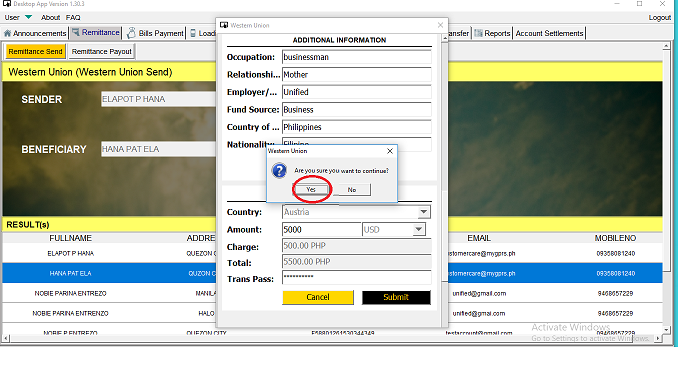 Desktop App Version 1.30.3
User ▼ About FAQ Logout
Announcements Remittance Bills Payment Load Reports Account Settlements
Remittance Send Remittance Payout
Western Union (Western Union Send)
SENDER ELAPOT P HANA
BENEFICIARY HANA PAT ELA
Western Union
ADDITIONAL INFORMATION
Occupation: businessman
Relationshi... Mother
Employer/... Unified
Fund Source: Business
Country of ... Philippines
Nationality Filipino
Western Union
Are you sure you want to continue?
Yes No
Country: Austria
Amount: 5000 USD
Charge: 500.00 PHP
Total: 5500.00 PHP
Trans Pass: **********
Cancel Submit
RESULT(s)
FULLNAME ADDRE EMAIL MOBILENO
ELAPOT P HANA QUEZON C stomercare@mygprs.ph 09358081240
HANA PAT ELA QUZON C stomercare@mygprs.ph 09358081240
NOBIE PARINA ENTREZO MANILA unified@gmai.com 9468657229
NOBIE PARINA ENTRENZO HALO unified@gmail.com 9468657229
NOBIE P ENTREZO QUEZON CITY testaccount@gmail.com 09468657229
Activate Windows
Go to Settings to activate Windows.